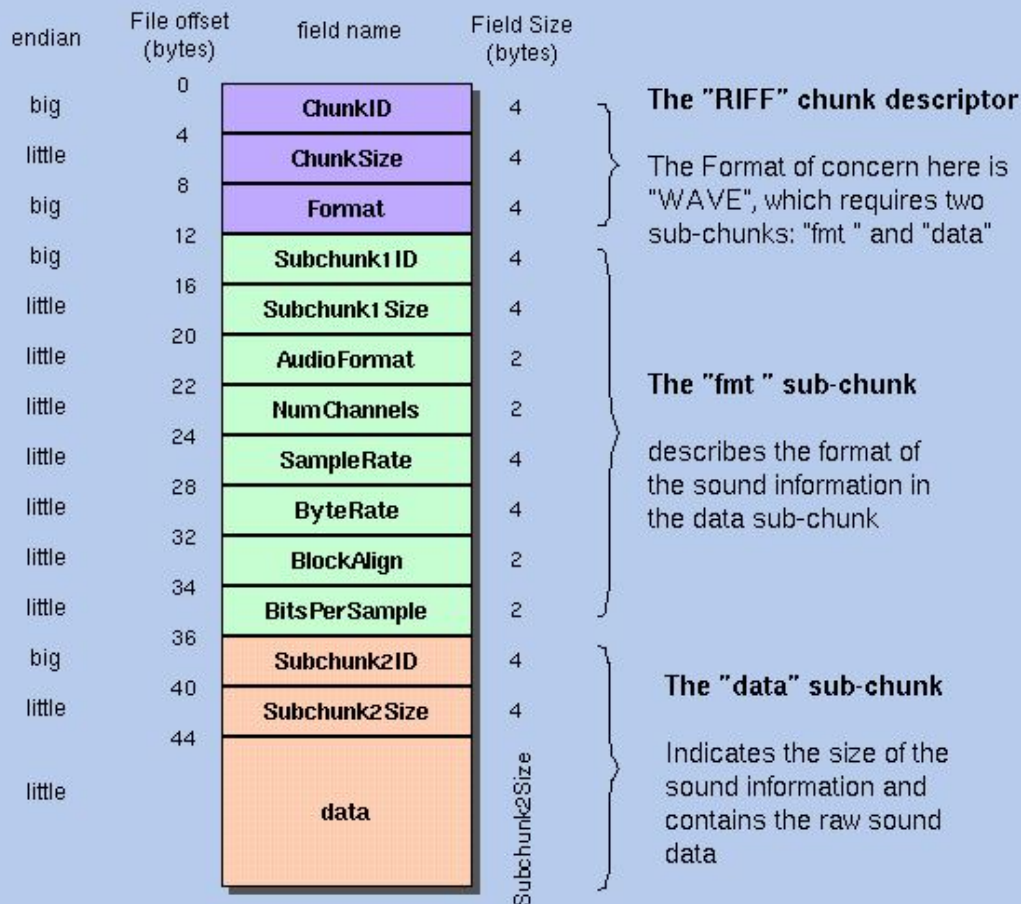 endian
File offset
(bytes)
field name
Field Size
(bytes)
0
big
ChunkID
4
4
little
ChunkSize
4
8
big
Format
4
12
big
Subchunk1ID
4
16
little
Subchunk1Size
4
20
little
AudioFormat
2
22
little
NumChannels
2
24
little
SampleRate
4
28
little
ByteRate
4
32
little
BlockAlign
2
34
little
BitsPerSample
2
36
big
Subchunk2ID
4
40
little
Subchunk2Size
4
44
little
data
Subchunk2Size
The "RIFF" chunk descriptor
The Format of concern here is
"WAVE", which requires two
sub-chunks: "fmt " and "data"
The "fmt " sub-chunk
describes the format of
the sound information in
the data sub-chunk
The "data" sub-chunk
Indicates the size of the
sound information and
contains the raw sound
data